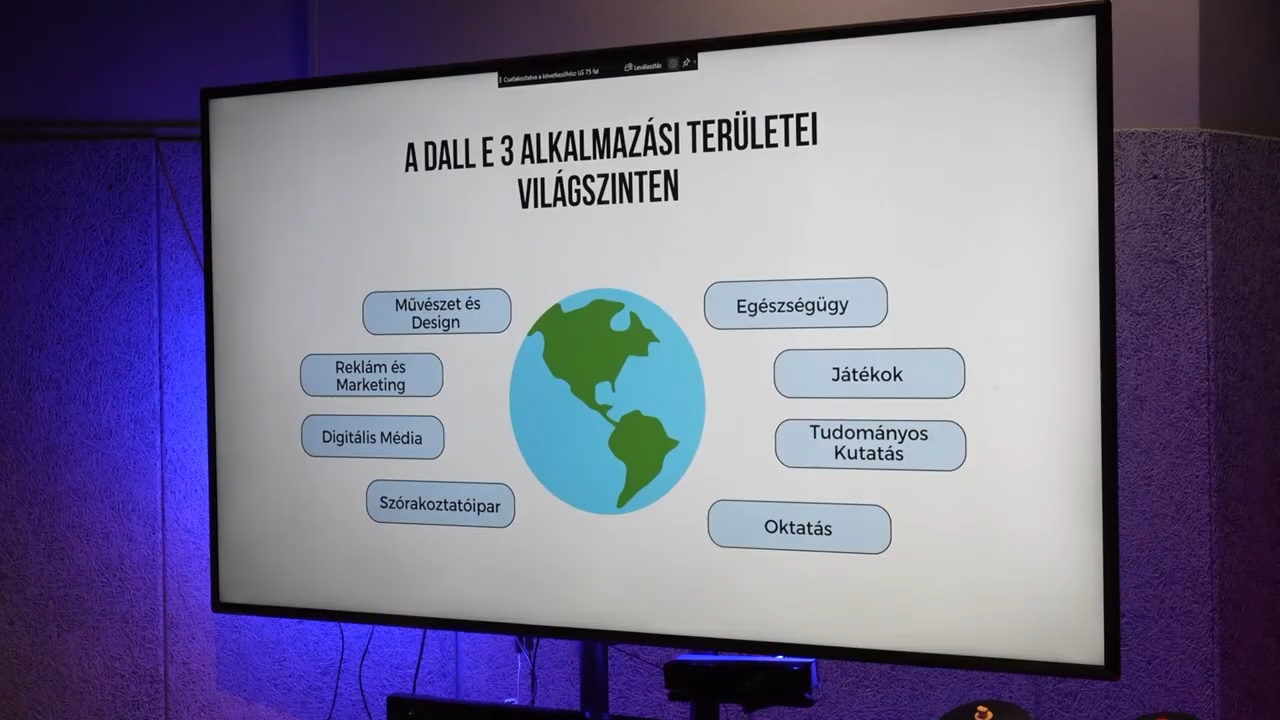 Csatlakoztatva a következőhöz: LG 75 fal
Leválasztás
A DALL E 3 ALKALMAZÁSI TERÜLETEI
VILÁGSZINTEN
Művészet és
Design
Reklám és
Marketing
Digitális Média
Szórakoztatóipar
Egészségügy
Játékok
Tudományos
Kutatás
Oktatás